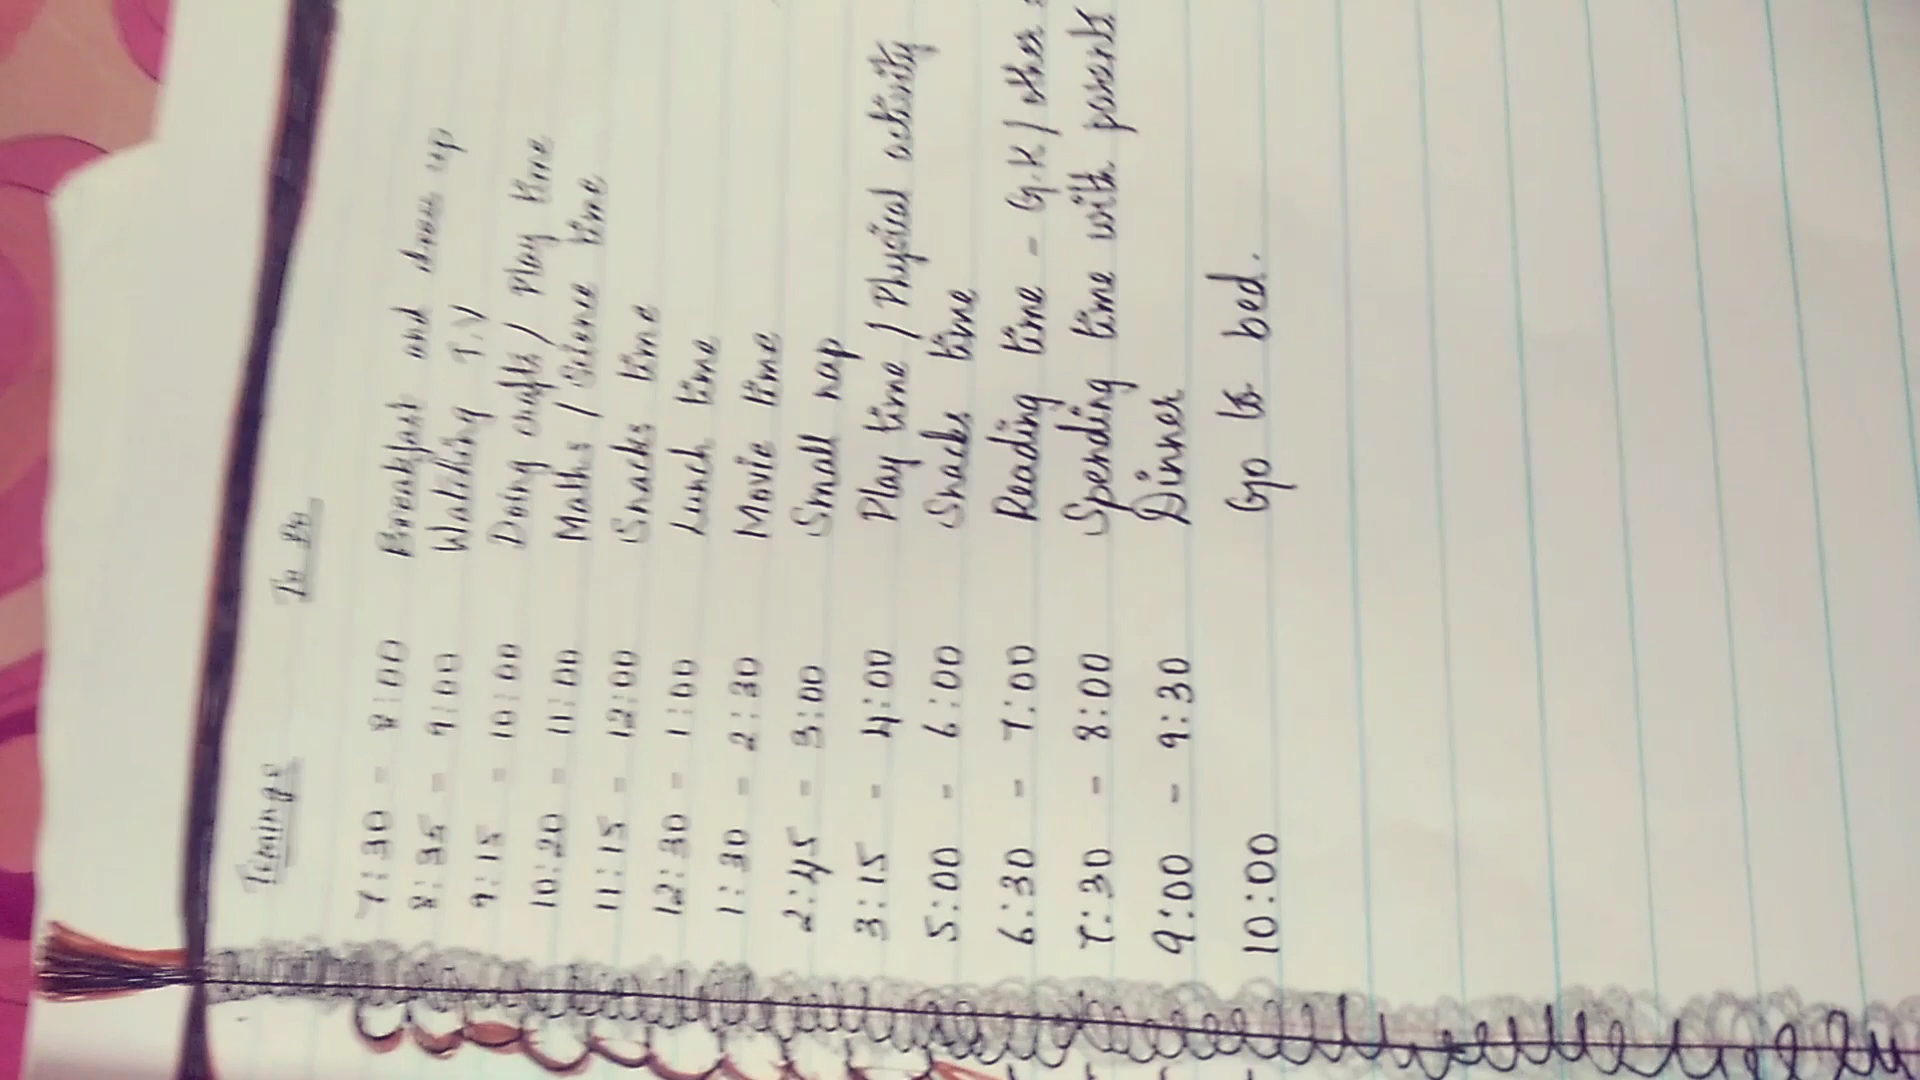 Timings To Do
7:30 - 8:00 Breakfast and dress up
8:35 - 9:00 Watching T.V
9:15 - 10:00 Doing crafts / Play time
10:20 - 11:00 Maths / Science time
11:15 - 12:00 Snacks time
12:30 - 1:00 Lunch time
1:30 - 2:30 Movie time
2:45 - 3:00 Small nap
3:15 - 4:00 Play time / Physical activity
5:00 - 6:00 Snacks time
6:30 - 7:00 Reading time - G.K / other
7:30 - 8:00 Spending time with parents
9:00 - 9:30 Dinner
10:00 Go to bed.